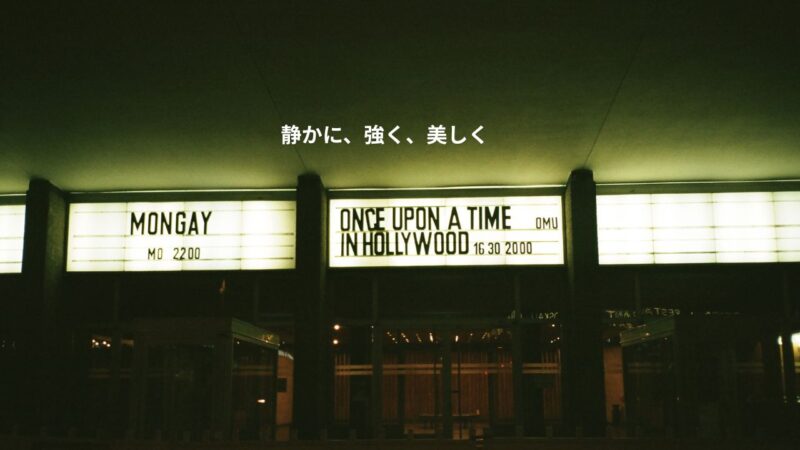 静かに、強く、美しく
MONGAY
MO 2200
ONCE UPON A TIME OMU
IN HOLLYWOOD 16 30 2000